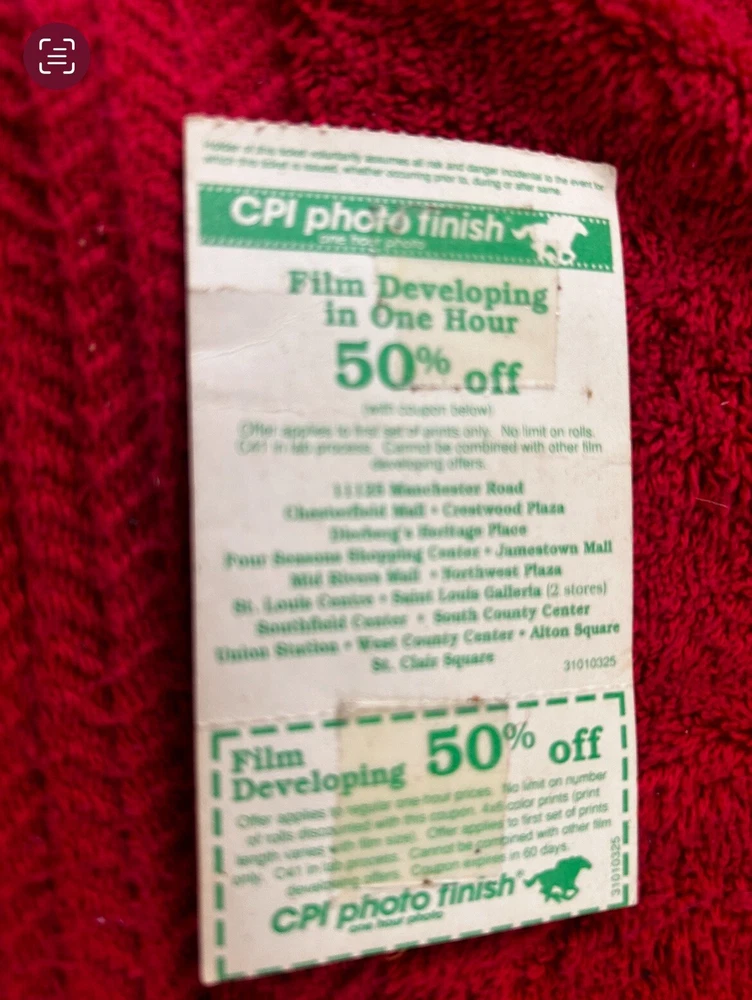 Holder of this ticket voluntarily assumes all risk and danger incidental to the event for
which this ticket is issued, whether occurring prior to, during or after same.
CPI photo finish®
one hour photo
Film Developing
in One Hour
50% off
(with coupon below)
Offer applies to first set of prints only. No limit on rolls.
C41 in lab process. Cannot be combined with other film
developing offers.
11125 Manchester Road
Chesterfield Mall • Crestwood Plaza
Dierberg's Heritage Place
Four Seasons Shopping Center • Jamestown Mall
Mid Rivers Mall • Northwest Plaza
St. Louis Centre • Saint Louis Galleria (2 stores)
Southfield Center • South County Center
Union Station • West County Center • Alton Square
St. Clair Square
31010325
Film
Developing
50% off
Offer applies to regular one-hour prices. No limit on number
of rolls discounted with this coupon. 4x6 color prints (print
length varies with film size). Offer applies to first set of prints
only. C41 in lab process. Cannot be combined with other film
developing offers. Coupon expires in 60 days.
31010325
CPI photo finish®
one hour photo